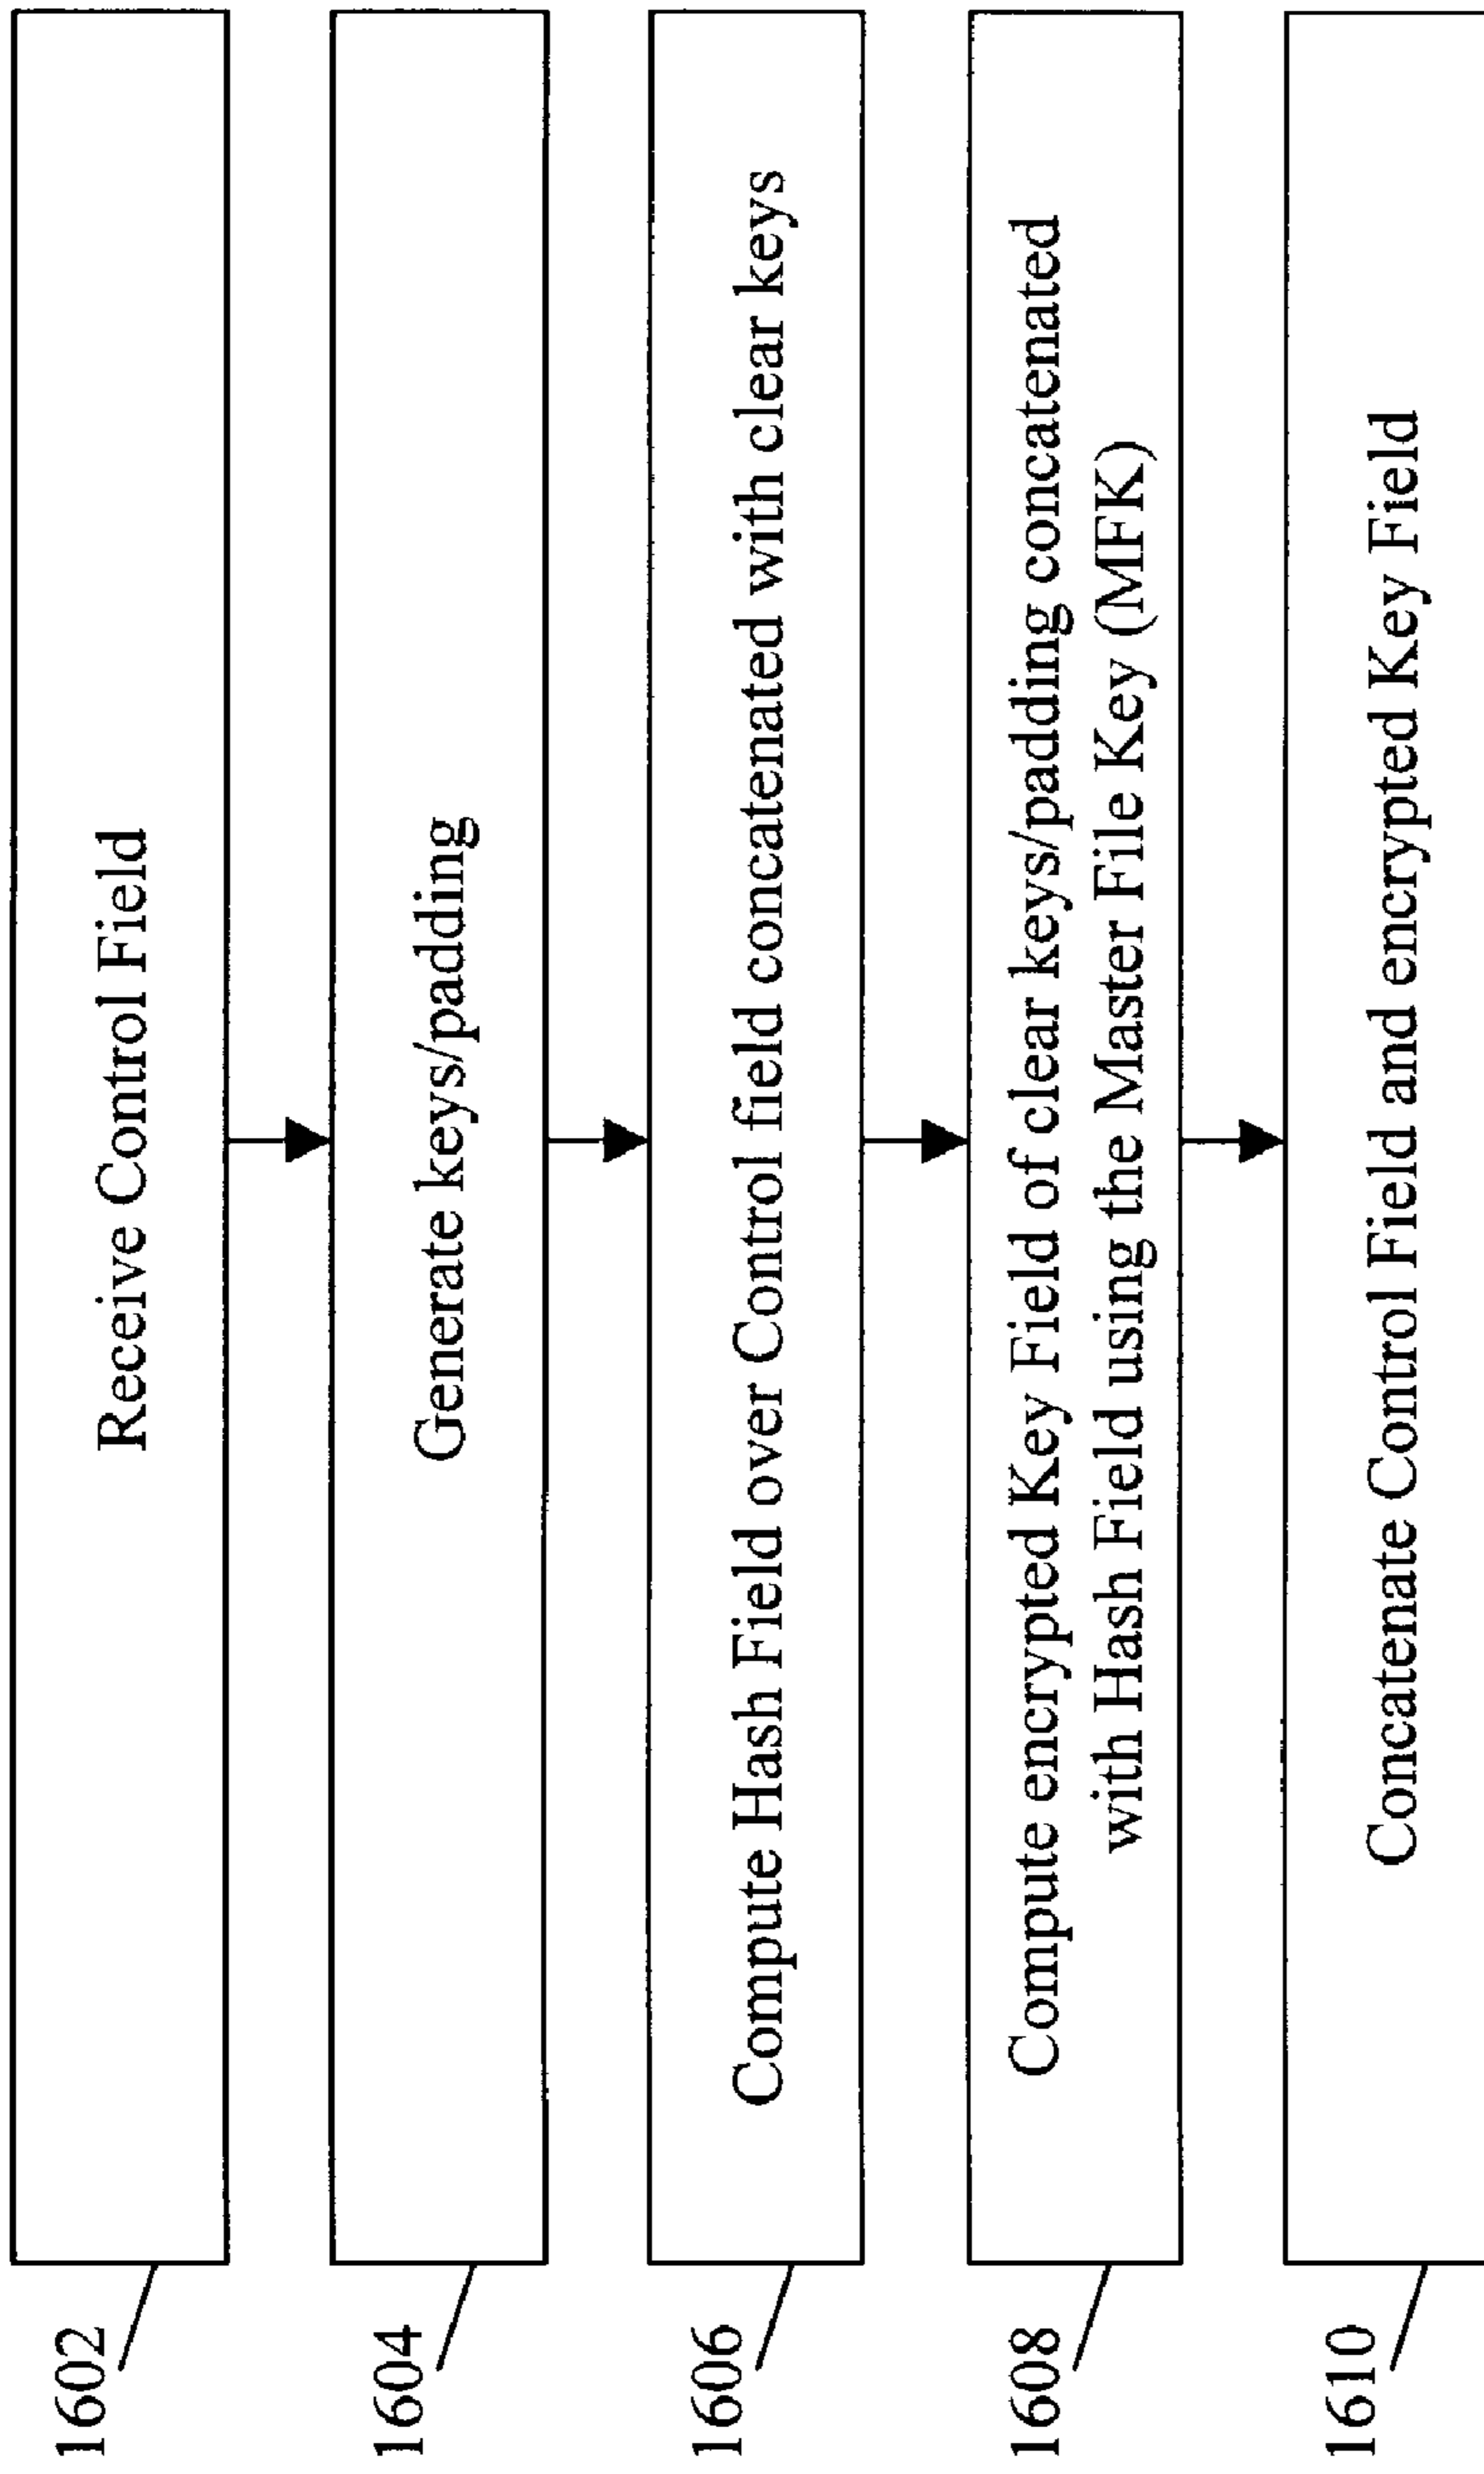 1602
Receive Control Field
1604
Generate keys/padding
1606
Compute Hash Field over Control field concatenated with clear keys
1608
Compute encrypted Key Field of clear keys/padding concatenated
with Hash Field using the Master File Key (MFK)
1610
Concatenate Control Field and encrypted Key Field